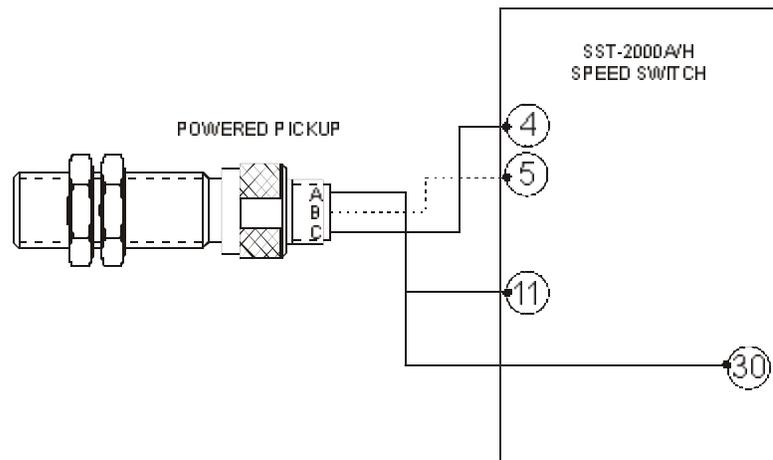 SST-2000A/H
SPEED SWITCH
POWERED PICKUP
4
5
A
B
C
11
30